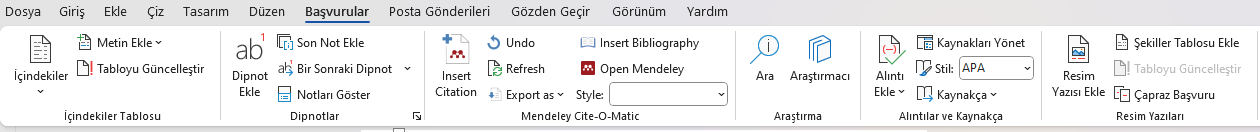 Dosya Giriş Ekle Çiz Tasarım Düzen Başvurular Posta Gönderileri Gözden Geçir Görünüm Yardım
İçindekiler
Metin Ekle
Tabloyu Güncelleştir
İçindekiler Tablosu
ab1
Dipnot
Ekle
Son Not Ekle
ab1 Bir Sonraki Dipnot
Notları Göster
Dipnotlar
Insert
Citation
Undo
Refresh
Export as
Insert Bibliography
Open Mendeley
Style:
Mendeley Cite-O-Matic
Ara
Araştırmacı
Araştırma
Alıntı
Ekle
Kaynakları Yönet
Stil: APA
Kaynakça
Alıntılar ve Kaynakça
Resim
Yazısı Ekle
Şekiller Tablosu Ekle
Tabloyu Güncelleştir
Çapraz Başvuru
Resim Yazıları